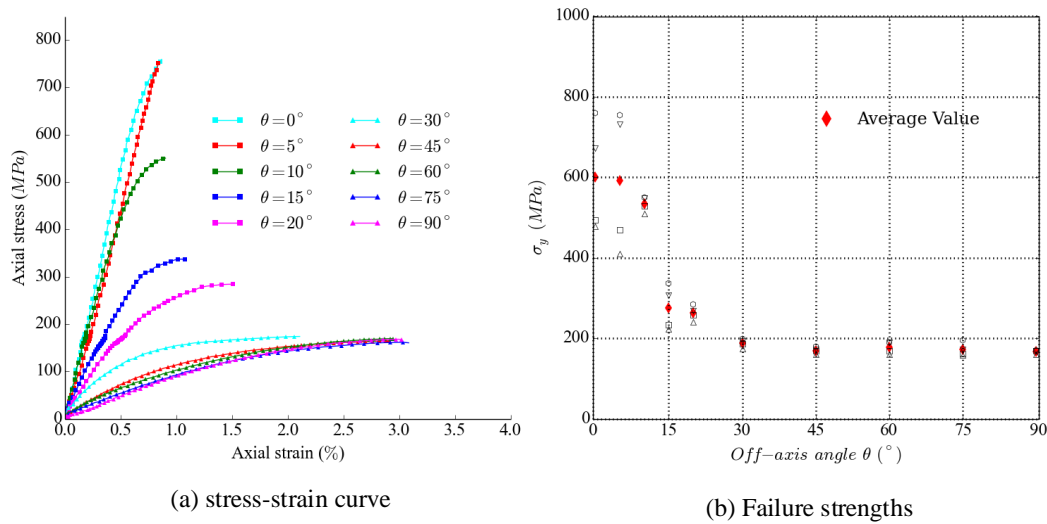 800
700
600
500
400
300
200
100
0
Axial stress (MPa)
0.0 0.5 1.0 1.5 2.0 2.5 3.0 3.5 4.0
Axial strain (%)
θ=0° θ=30°
θ=5° θ=45°
θ=10° θ=60°
θ=15° θ=75°
θ=20° θ=90°
(a) stress-strain curve
1000
800
600
400
200
0
σy (MPa)
Average Value
0 15 30 45 60 75 90
Off−axis angle θ (°)
(b) Failure strengths